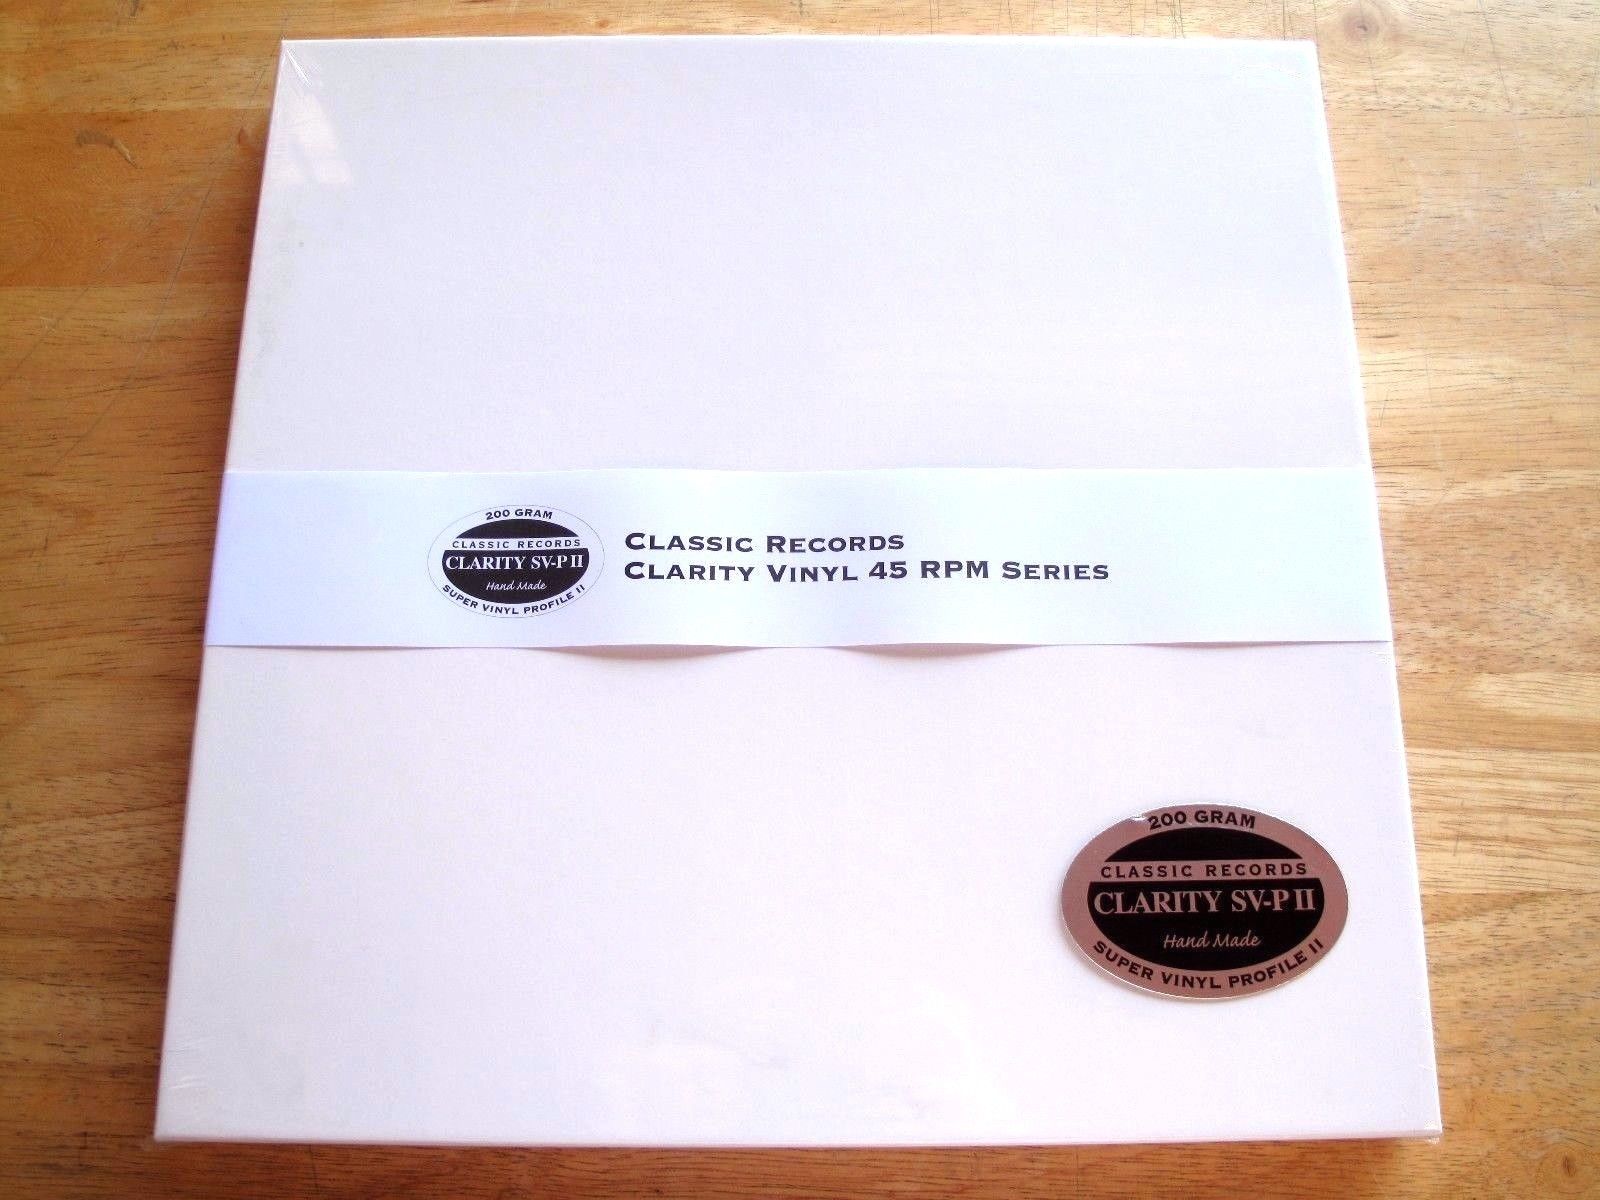 200 GRAM
CLASSIC RECORDS
CLARITY SV-P II
Hand Made
SUPER VINYL PROFILE II
CLASSIC RECORDS
CLARITY VINYL 45 RPM SERIES
200 GRAM
CLASSIC RECORDS
CLARITY SV-P II
Hand Made
SUPER VINYL PROFILE II